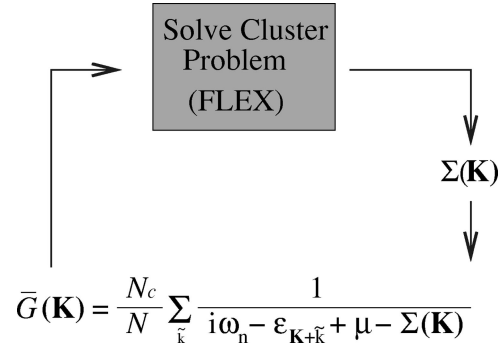 Solve Cluster
Problem
(FLEX)
Σ(K)
Ḡ(K) = N_c/N Σ_k̃ 1/(iω_n − ε_{K+k̃} + μ − Σ(K))